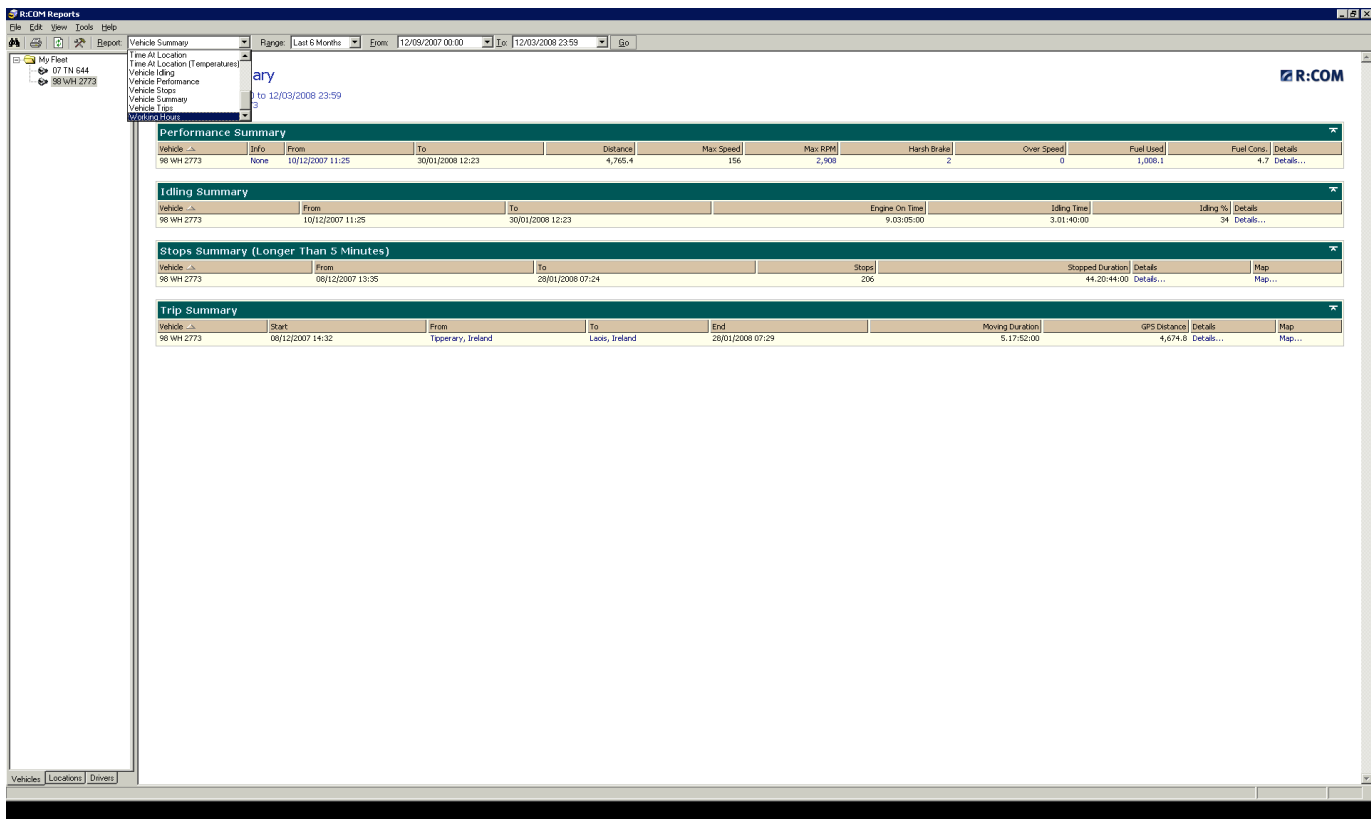 R:COM Reports
File Edit View Tools Help
Report: Vehicle Summary Range: Last 6 Months From: 12/09/2007 00:00 To: 12/03/2008 23:59 Go
My Fleet
07 TN 644
98 WH 2773
Time At Location
Time At Location (Temperatures)
Vehicle Idling
Vehicle Performance
Vehicle Stops
Vehicle Summary
Vehicle Trips
Working Hours
ary
R:COM
to 12/03/2008 23:59
Performance Summary
Vehicle Info From To Distance Max Speed Max RPM Harsh Brake Over Speed Fuel Used Fuel Cons. Details
98 WH 2773 None 10/12/2007 11:25 30/01/2008 12:23 4,765.4 156 2,908 2 0 1,008.1 4.7 Details...
Idling Summary
Vehicle From To Engine On Time Idling Time Idling % Details
98 WH 2773 10/12/2007 11:25 30/01/2008 12:23 9.03:05:00 3.01:40:00 34 Details...
Stops Summary (Longer Than 5 Minutes)
Vehicle From To Stops Stopped Duration Details Map
98 WH 2773 08/12/2007 13:35 28/01/2008 07:24 206 44.20:44:00 Details... Map...
Trip Summary
Vehicle Start From To End Moving Duration GPS Distance Details Map
98 WH 2773 08/12/2007 14:32 Tipperary, Ireland Laois, Ireland 28/01/2008 07:29 5.17:52:00 4,674.8 Details... Map...
Vehicles Locations Drivers